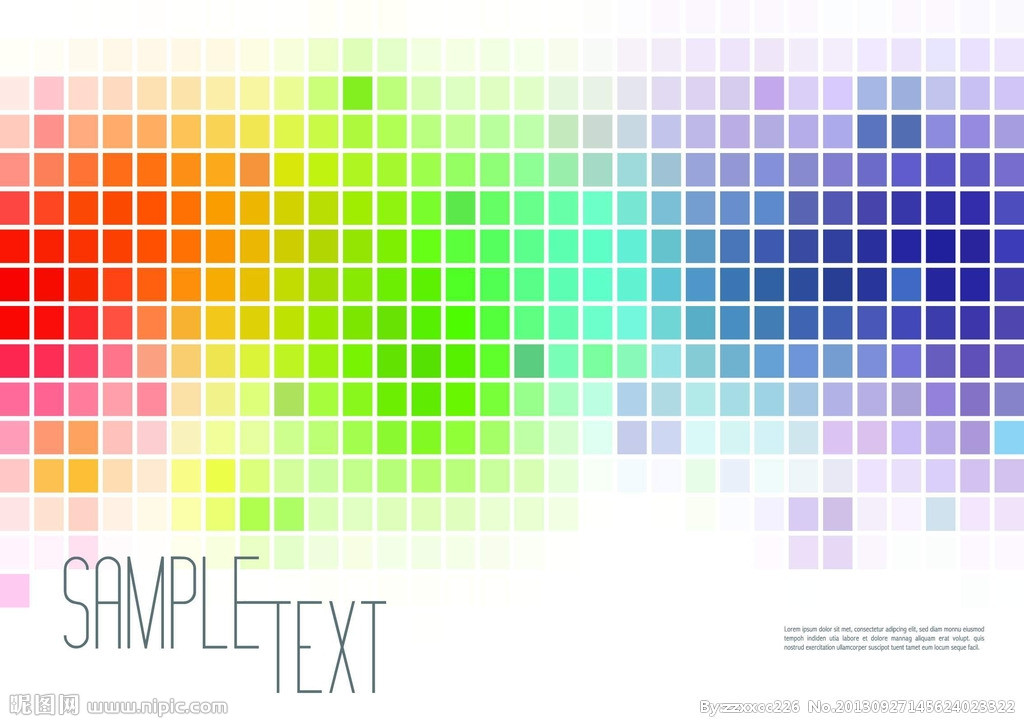 SAMPLE
TEXT
Lorem ipsum dolor sit met, consectetur adipicing elit, sed diam monnu eiusmod
tempoh indiden utia labore et dolore mannag aliquam erat volupt. quis
nostrud exercitation ullamcorper suscipot tuent tamet eum locum seque facil.
昵图网 www.nipic.com
By:zzxxcc226 No.20130927145624023322